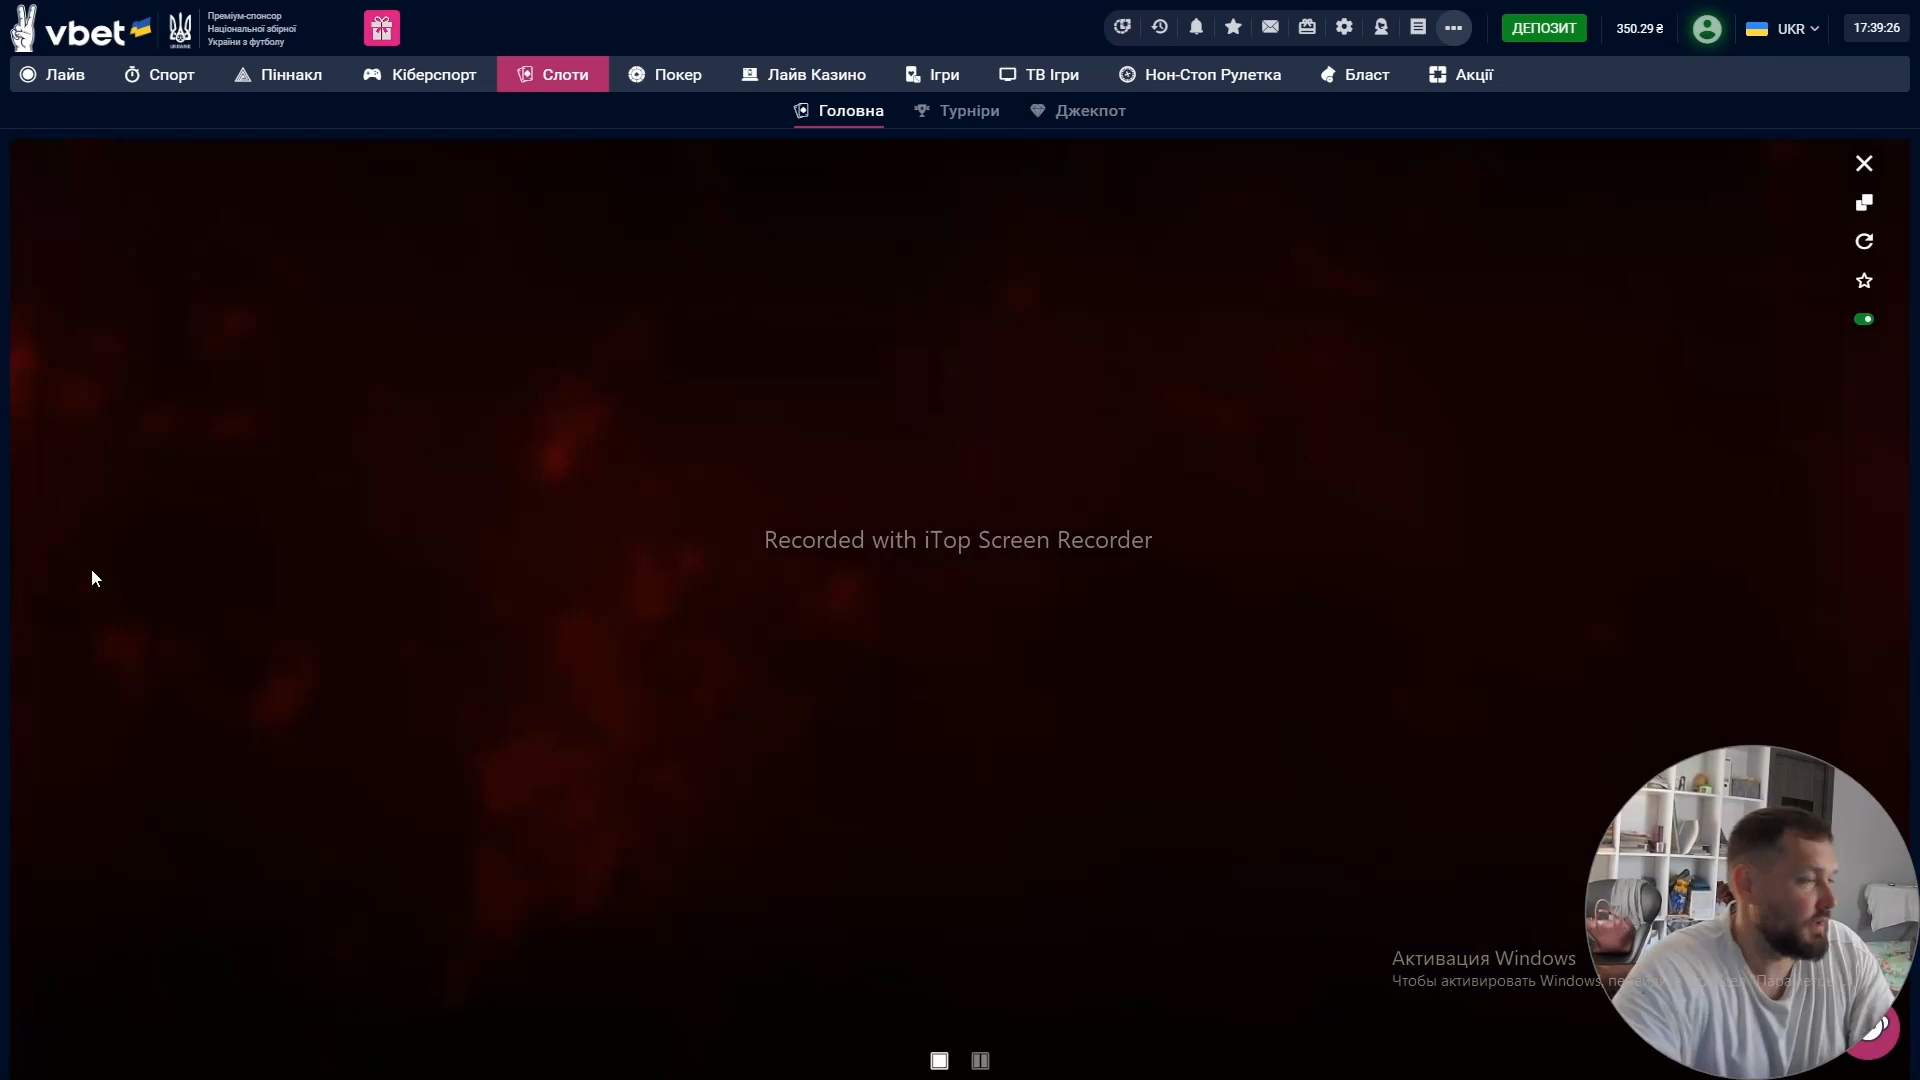 vbet
UKRAINE
Преміум-спонсор
Національної збірної
України з футболу
ДЕПОЗИТ
350.29 ₴
UKR
17:39:26
Лайв
Спорт
Піннакл
Кіберспорт
Слоти
Покер
Лайв Казино
Ігри
ТВ Ігри
Нон-Стоп Рулетка
Бласт
Акції
Головна
Турніри
Джекпот
Recorded with iTop Screen Recorder
Активация Windows
Чтобы активировать Windows,